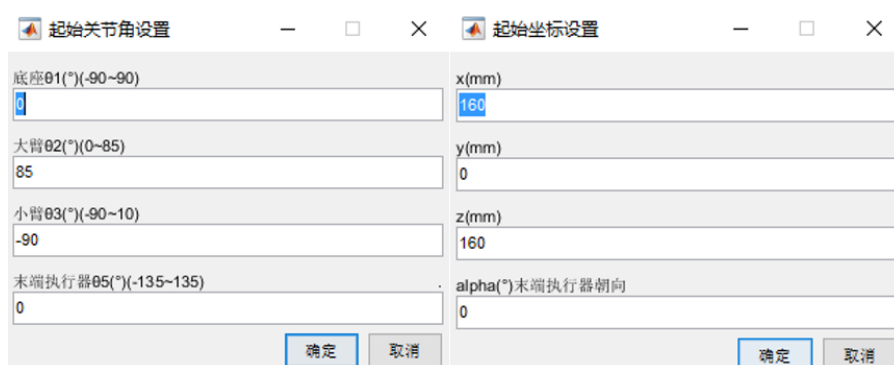 起始关节角设置
底座θ1(°)(-90~90)
0
大臂θ2(°)(0~85)
85
小臂θ3(°)(-90~10)
-90
末端执行器θ5(°)(-135~135)
0
确定
取消
起始坐标设置
x(mm)
160
y(mm)
0
z(mm)
160
alpha(°)末端执行器朝向
0
确定
取消